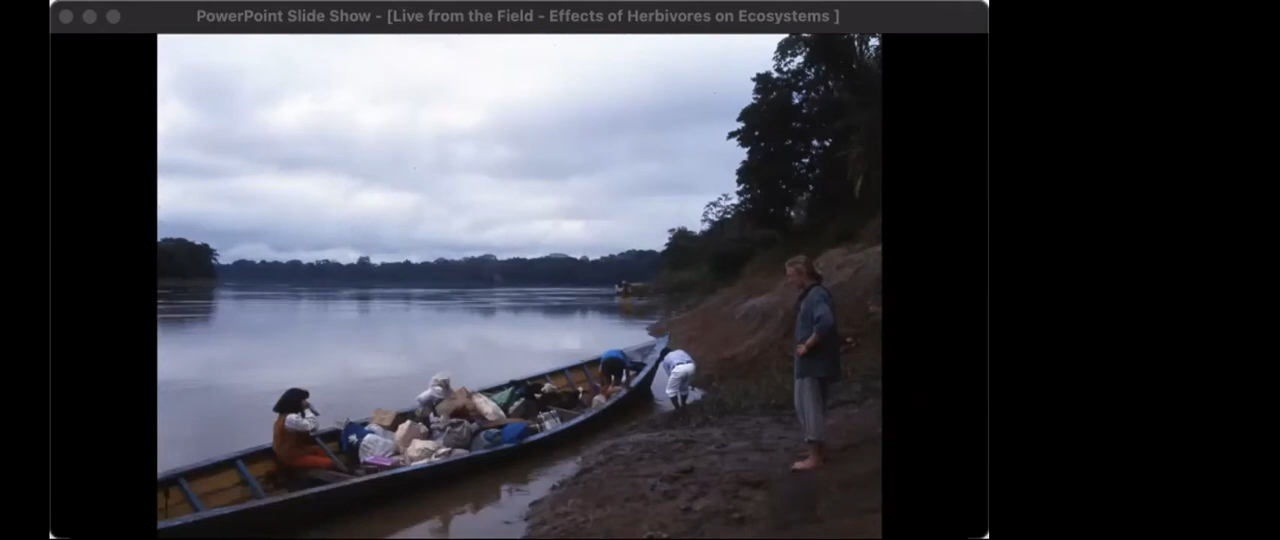 PowerPoint Slide Show - [Live from the Field - Effects of Herbivores on Ecosystems ]